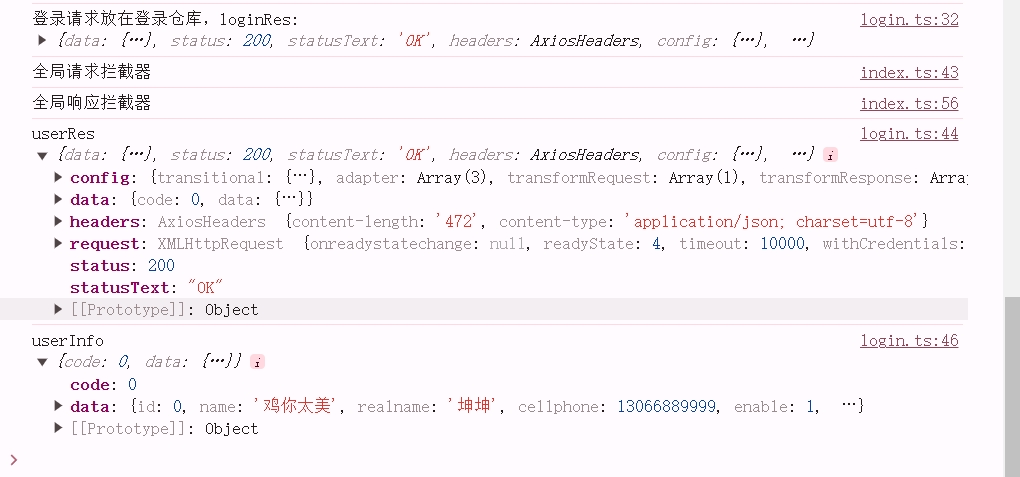 登录请求放在登录仓库，loginRes: login.ts:32
{data: {…}, status: 200, statusText: 'OK', headers: AxiosHeaders, config: {…}, …}
全局请求拦截器 index.ts:43
全局响应拦截器 index.ts:56
userRes login.ts:44
{data: {…}, status: 200, statusText: 'OK', headers: AxiosHeaders, config: {…}, …} i
config: {transitional: {…}, adapter: Array(3), transformRequest: Array(1), transformResponse: Arra
data: {code: 0, data: {…}}
headers: AxiosHeaders {content-length: '472', content-type: 'application/json; charset=utf-8'}
request: XMLHttpRequest {onreadystatechange: null, readyState: 4, timeout: 10000, withCredentials:
status: 200
statusText: "OK"
[[Prototype]]: Object
userInfo login.ts:46
{code: 0, data: {…}} i
code: 0
data: {id: 0, name: '鸡你太美', realname: '坤坤', cellphone: 13066889999, enable: 1, …}
[[Prototype]]: Object